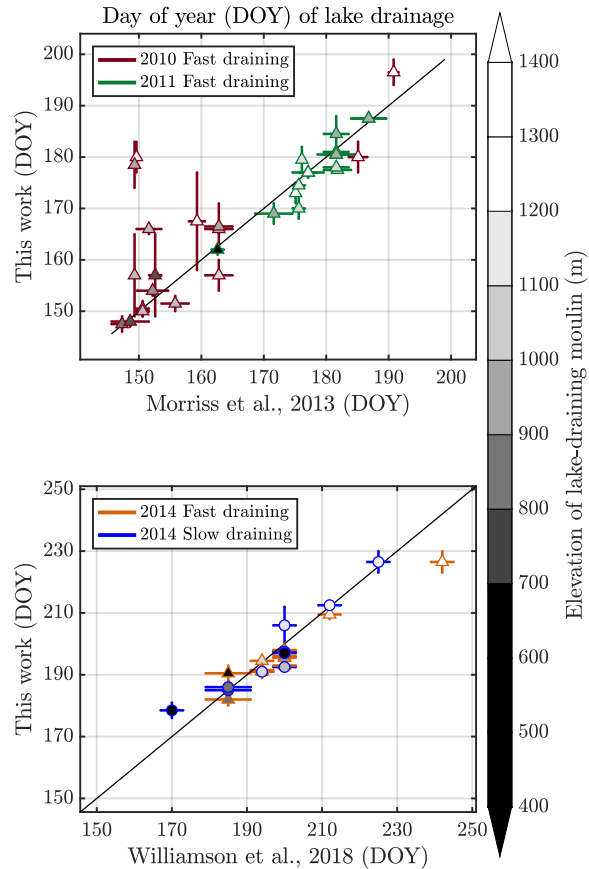 Day of year (DOY) of lake drainage
200
190
180
170
160
150
This work (DOY)
2010 Fast draining
2011 Fast draining
150 160 170 180 190 200
Morriss et al., 2013 (DOY)
250
230
210
190
170
150
This work (DOY)
2014 Fast draining
2014 Slow draining
150 170 190 210 230 250
Williamson et al., 2018 (DOY)
1400
1300
1200
1100
1000
900
800
700
600
500
400
Elevation of lake-draining moulin (m)